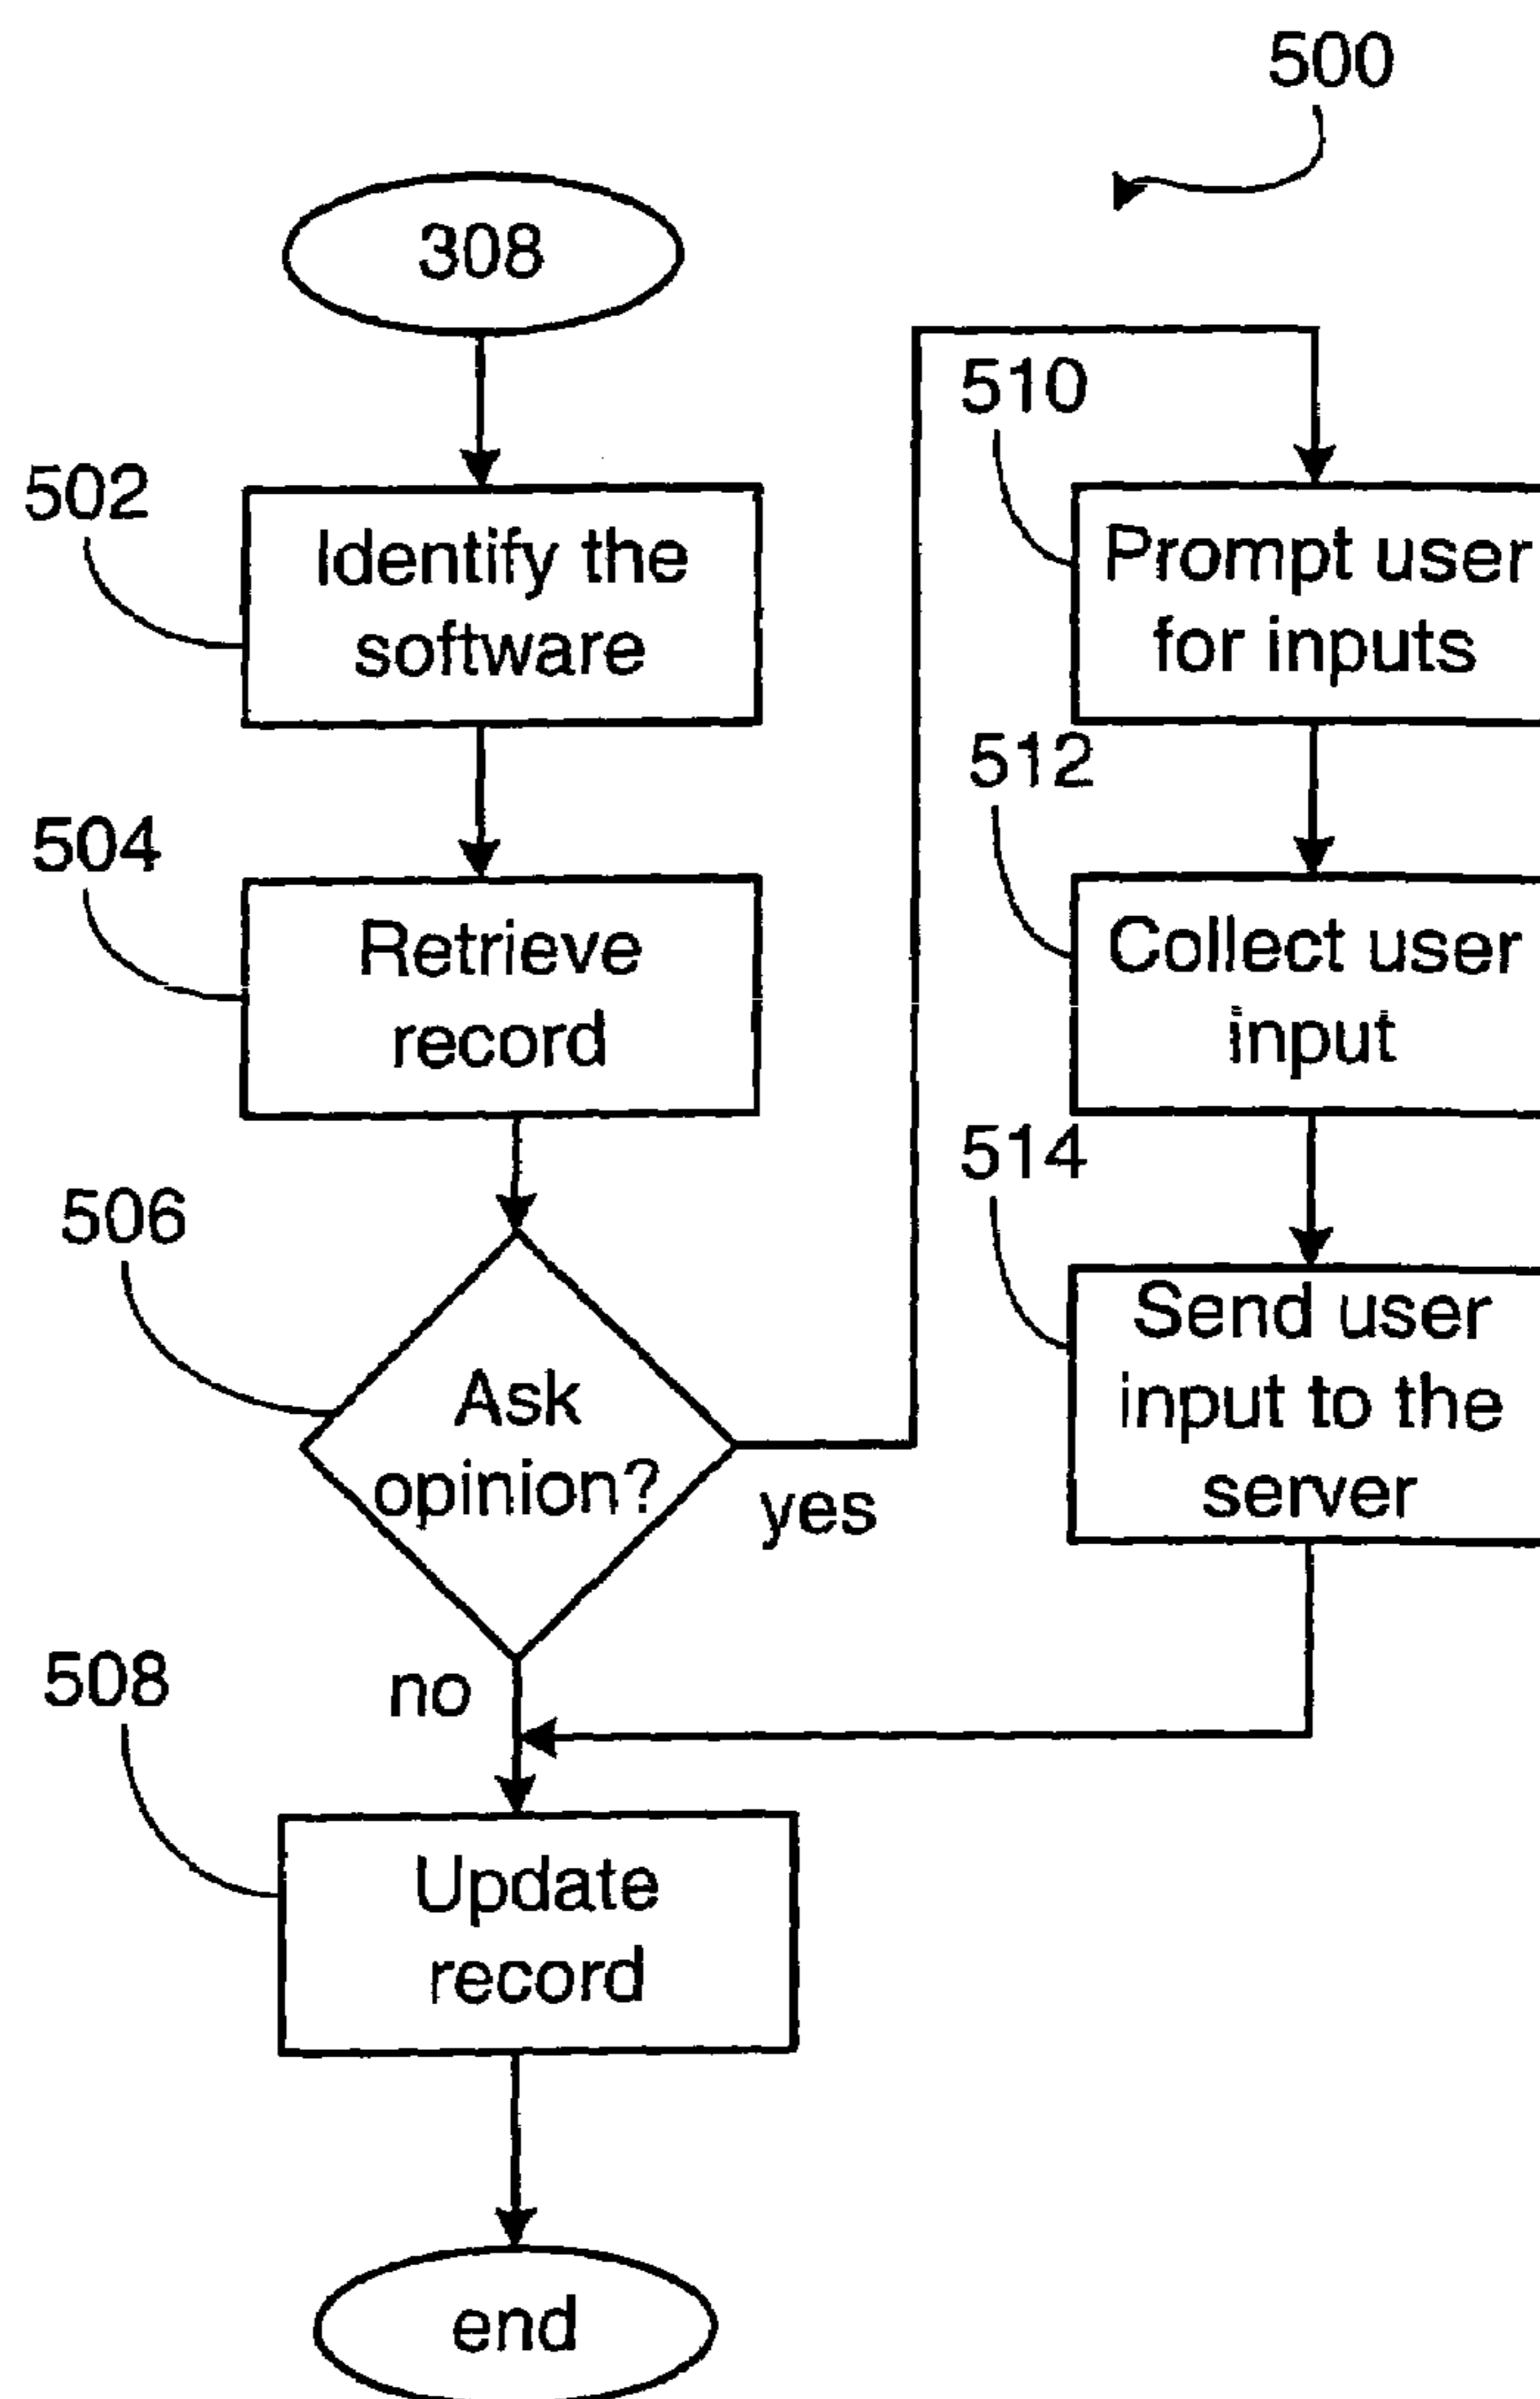 500
308
502
Identify the
software
504
Retrieve
record
506
Ask
opinion?
yes
no
508
Update
record
end
510
Prompt user
for inputs
512
Collect user
input
514
Send user
input to the
server